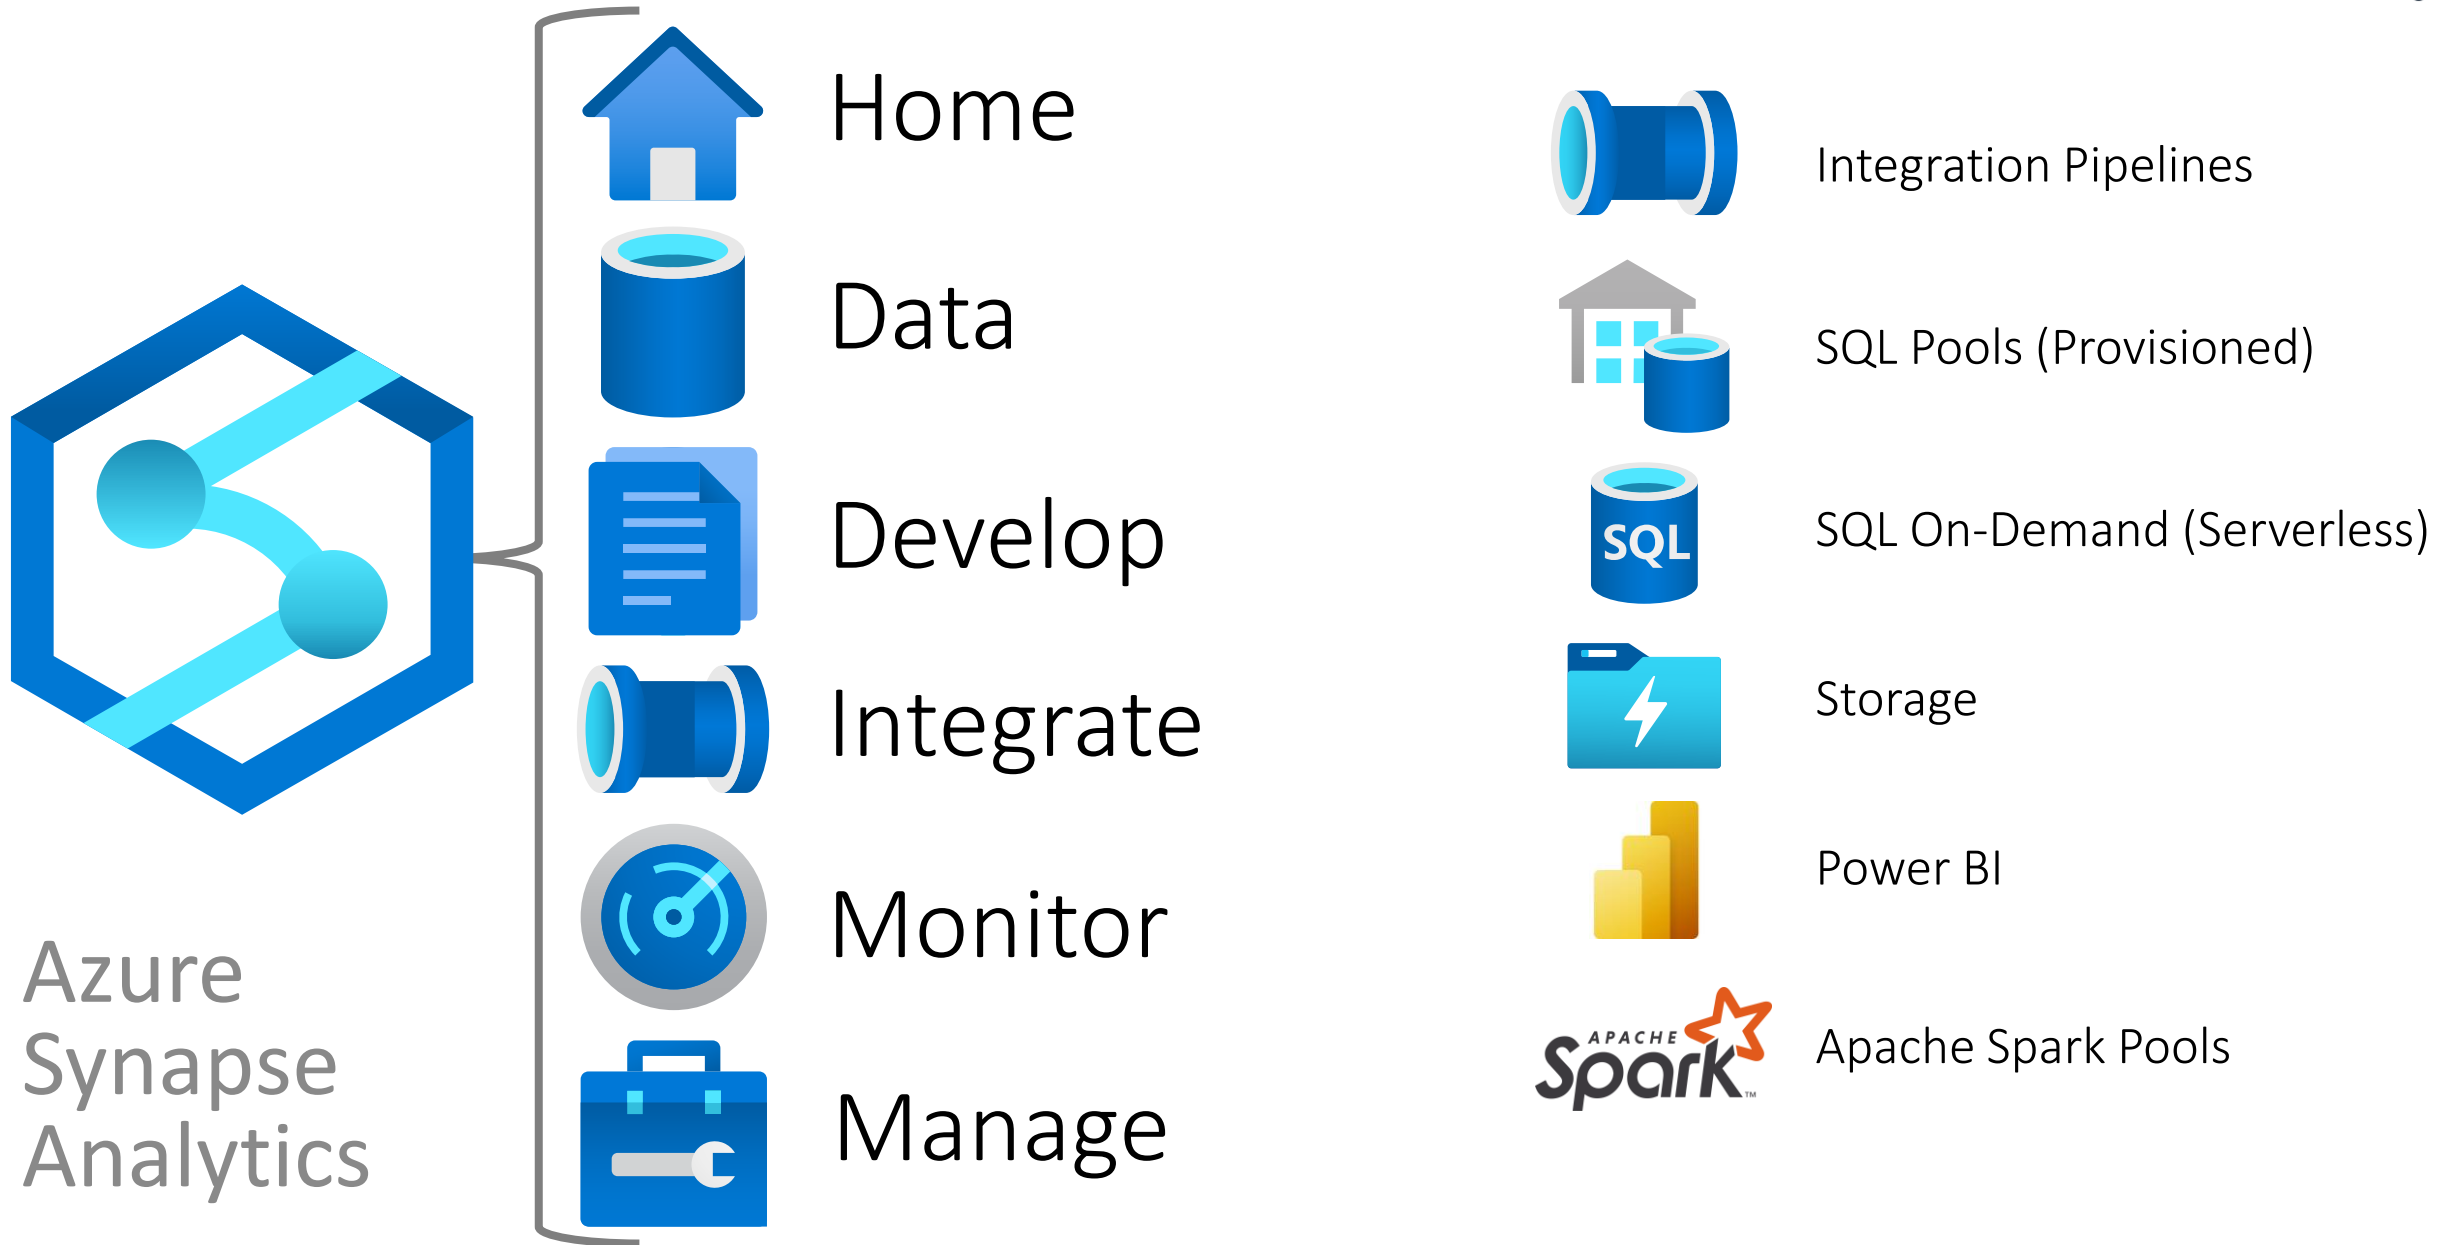 Home
Data
Develop
Integrate
Monitor
Manage
Azure
Synapse
Analytics
Integration Pipelines
SQL Pools (Provisioned)
SQL
SQL On-Demand (Serverless)
Storage
Power BI
APACHE
Spark™
Apache Spark Pools